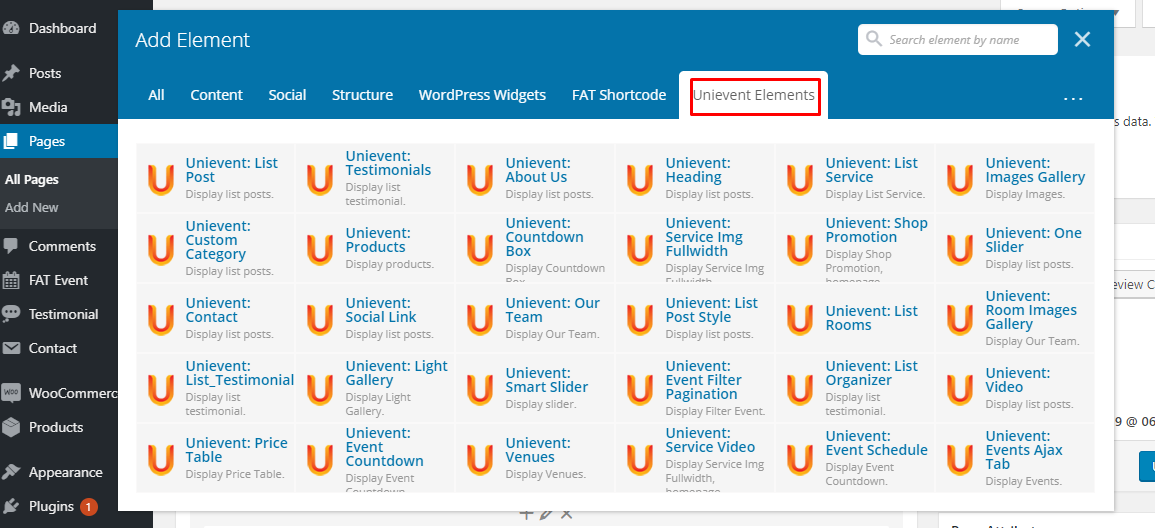 Dashboard
Posts
Media
Pages
All Pages
Add New
Comments
FAT Event
Testimonial
Contact
WooCommerc
Products
Appearance
Plugins 1
Add Element
Search element by name
All Content Social Structure WordPress Widgets FAT Shortcode Unievent Elements ...
Unievent: List
Post
Display list posts.
Unievent:
Testimonials
Display list
testimonial.
Unievent:
About Us
Display list posts.
Unievent:
Heading
Display list posts.
Unievent: List
Service
Display List Service.
Unievent:
Images Gallery
Display Images.
Unievent:
Custom
Category
Display list posts.
Unievent:
Products
Display products.
Unievent:
Countdown
Box
Display Countdown
Box
Unievent:
Service Img
Fullwidth
Display Service Img
Fullwidth
Unievent: Shop
Promotion
Display Shop
Promotion,
homepage
Unievent: One
Slider
Display list posts.
Unievent:
Contact
Display list posts.
Unievent:
Social Link
Display list posts.
Unievent: Our
Team
Display Our Team.
Unievent: List
Post Style
Display list posts.
Unievent: List
Rooms
Unievent:
Room Images
Gallery
Display Our Team.
Unievent:
List_Testimonial
Display list
testimonial.
Unievent: Light
Gallery
Display Light
Gallery.
Unievent:
Smart Slider
Display slider.
Unievent:
Event Filter
Pagination
Display Filter Event.
Unievent: List
Organizer
Display list
testimonial.
Unievent:
Video
Display list posts.
Unievent: Price
Table
Display Price Table.
Unievent:
Event
Countdown
Display Event
Countdown.
Unievent:
Venues
Display Venues.
Unievent:
Service Video
Display Service Img
Fullwidth,
homepage
Unievent:
Event Schedule
Display Event
Countdown.
Unievent:
Events Ajax
Tab
Display Events.
s data.
eview C
9 @ 06